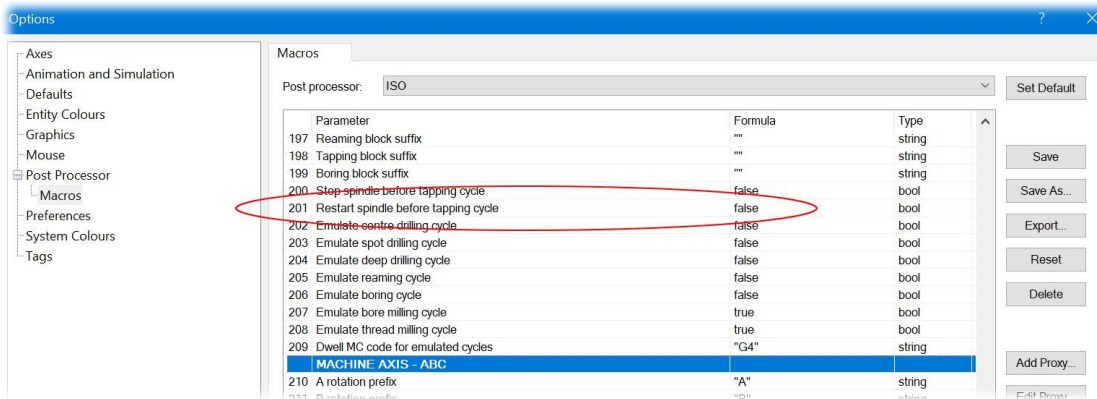 Options
?
Axes
Animation and Simulation
Defaults
Entity Colours
Graphics
Mouse
Post Processor
Macros
Preferences
System Colours
Tags
Macros
Post processor: ISO
Set Default
Parameter Formula Type
197 Reaming block suffix "" string
198 Tapping block suffix "" string
199 Boring block suffix "" string
200 Stop spindle before tapping cycle false bool
201 Restart spindle before tapping cycle false bool
202 Emulate centre drilling cycle false bool
203 Emulate spot drilling cycle false bool
204 Emulate deep drilling cycle false bool
205 Emulate reaming cycle false bool
206 Emulate boring cycle false bool
207 Emulate bore milling cycle true bool
208 Emulate thread milling cycle true bool
209 Dwell MC code for emulated cycles "G4" string
MACHINE AXIS - ABC
210 A rotation prefix "A" string
211 B rotation prefix "B" string
Save
Save As...
Export...
Reset
Delete
Add Proxy...
Edit Proxy...